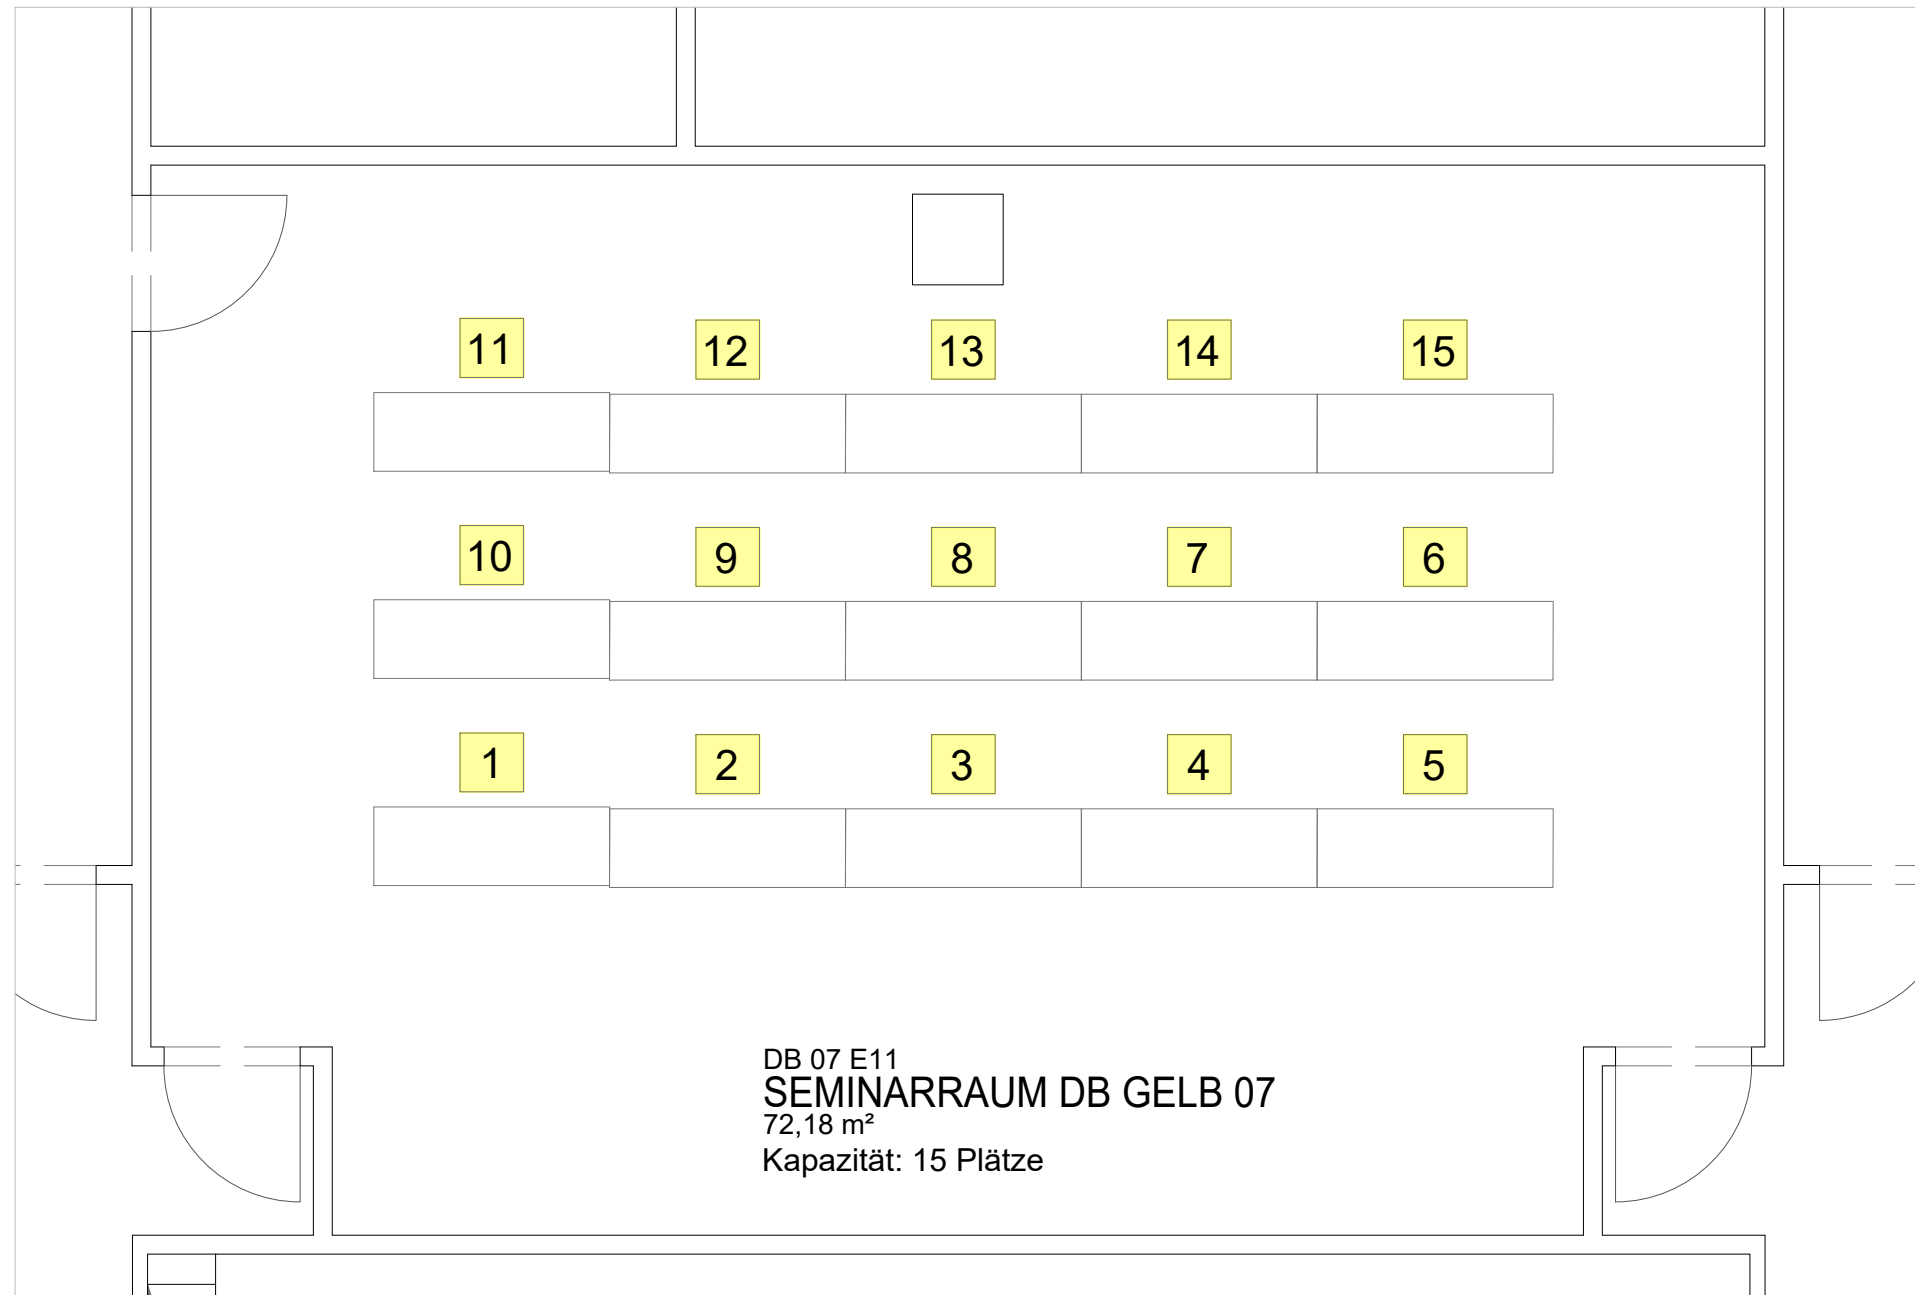 11 12 13 14 15
10 9 8 7 6
1 2 3 4 5
DB 07 E11
SEMINARRAUM DB GELB 07
72,18 m²
Kapazität: 15 Plätze